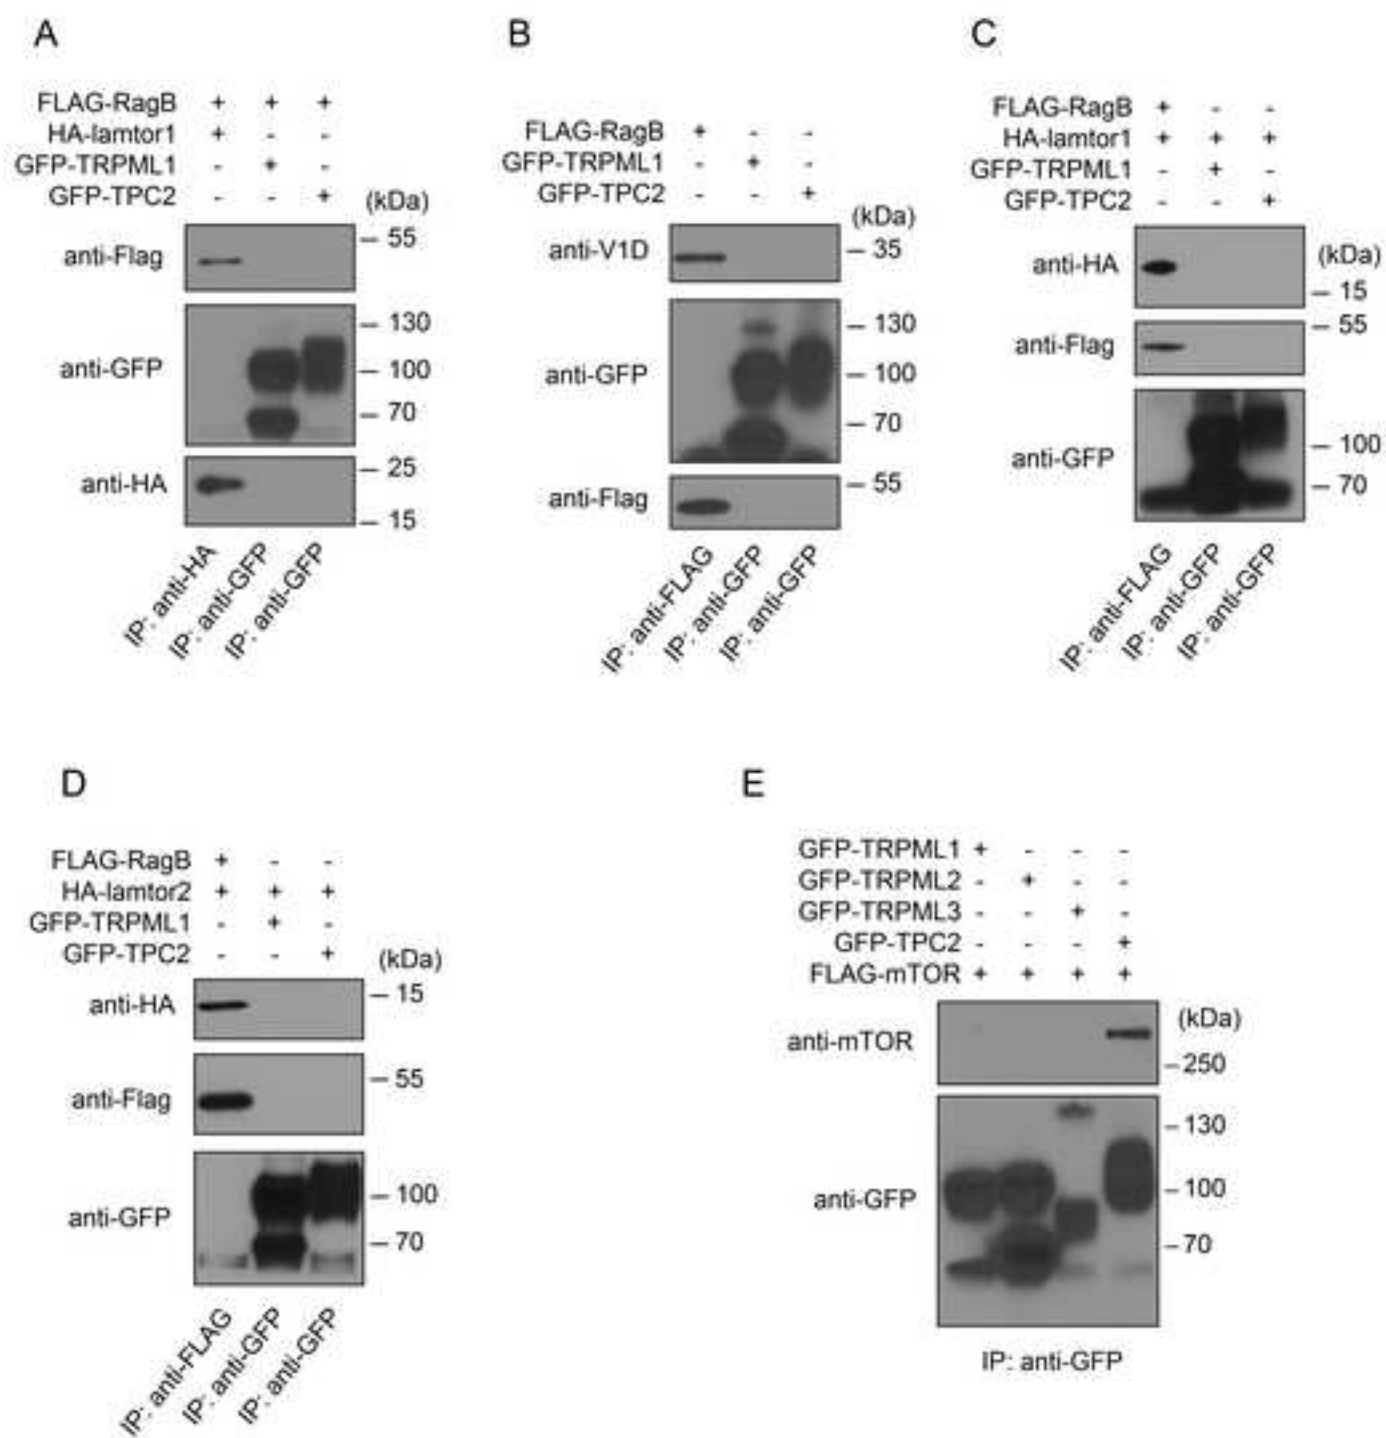 A
FLAG-RagB + + +
HA-lamtor1 + - -
GFP-TRPML1 - + -
GFP-TPC2 - - + (kDa)
anti-Flag 55
anti-GFP 130
100
70
anti-HA 25
15
IP: anti-HA
IP: anti-GFP
IP: anti-GFP
B
FLAG-RagB + - -
GFP-TRPML1 - + -
GFP-TPC2 - - +
(kDa)
anti-V1D 35
anti-GFP 130
100
70
anti-Flag 55
IP: anti-FLAG
IP: anti-GFP
IP: anti-GFP
C
FLAG-RagB + - -
HA-lamtor1 + + +
GFP-TRPML1 - + -
GFP-TPC2 - - +
(kDa)
anti-HA 15
anti-Flag 55
anti-GFP 100
70
IP: anti-FLAG
IP: anti-GFP
IP: anti-GFP
D
FLAG-RagB + - -
HA-lamtor2 + + +
GFP-TRPML1 - + -
GFP-TPC2 - - + (kDa)
anti-HA 15
anti-Flag 55
anti-GFP 100
70
IP: anti-FLAG
IP: anti-GFP
IP: anti-GFP
E
GFP-TRPML1 + - - -
GFP-TRPML2 - + - -
GFP-TRPML3 - - + -
GFP-TPC2 - - - +
FLAG-mTOR + + + +
(kDa)
anti-mTOR 250
anti-GFP 130
100
70
IP: anti-GFP